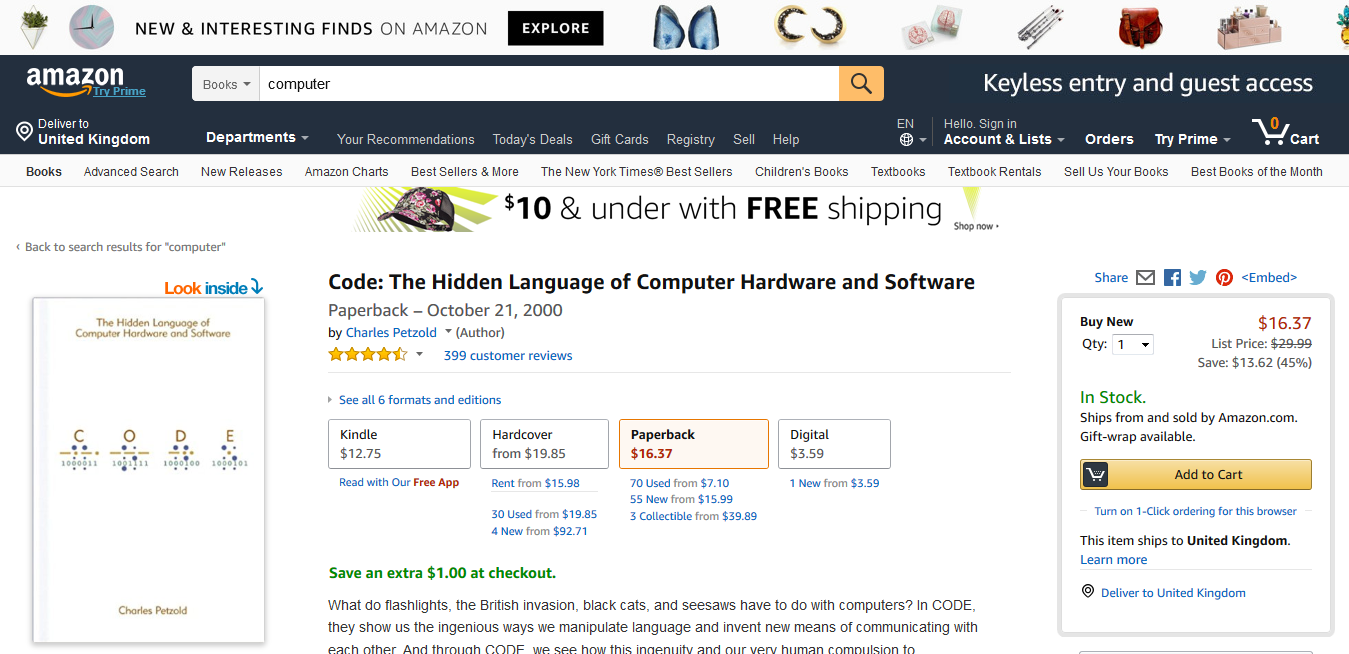 NEW & INTERESTING FINDS ON AMAZON EXPLORE
amazon
Try Prime
Books computer
Keyless entry and guest access
Deliver to
United Kingdom
Departments Your Recommendations Today's Deals Gift Cards Registry Sell Help
EN
Hello. Sign in
Account & Lists Orders Try Prime 0 Cart
Books Advanced Search New Releases Amazon Charts Best Sellers & More The New York Times® Best Sellers Children's Books Textbooks Textbook Rentals Sell Us Your Books Best Books of the Month
$10 & under with FREE shipping
Shop now ›
‹ Back to search results for "computer"
Look inside
The Hidden Language of
Computer Hardware and Software
C O D E
1000011 1001111 1000100 1000101
Charles Petzold
Code: The Hidden Language of Computer Hardware and Software
Paperback – October 21, 2000
by Charles Petzold (Author)
399 customer reviews
See all 6 formats and editions
Kindle
$12.75
Read with Our Free App
Hardcover
from $19.85
Rent from $15.98
30 Used from $19.85
4 New from $92.71
Paperback
$16.37
70 Used from $7.10
55 New from $15.99
3 Collectible from $39.89
Digital
$3.59
1 New from $3.59
Save an extra $1.00 at checkout.
What do flashlights, the British invasion, black cats, and seesaws have to do with computers? In CODE,
they show us the ingenious ways we manipulate language and invent new means of communicating with
each other. And through CODE, we see how this ingenuity and our very human compulsion to
Share <Embed>
Buy New $16.37
Qty: 1 List Price: $29.99
Save: $13.62 (45%)
In Stock.
Ships from and sold by Amazon.com.
Gift-wrap available.
Add to Cart
Turn on 1-Click ordering for this browser
This item ships to United Kingdom.
Learn more
Deliver to United Kingdom